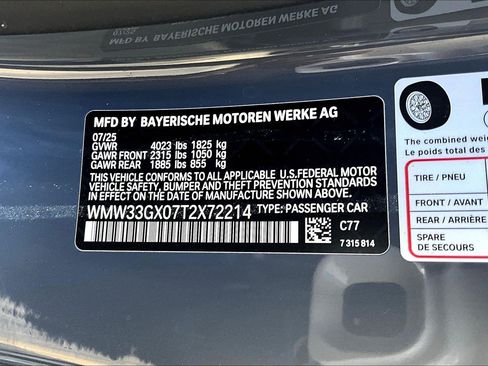 MFD BY BAYERISCHE MOTOREN WERKE AG
07/25
GVWR 4023 lbs 1825 kg
GAWR FRONT 2315 lbs 1050 kg
GAWR REAR 1885 lbs 855 kg
THIS VEHICLE CONFORMS TO ALL APPLICABLE U.S.FEDERAL MOTOR
VEHICLE SAFETY, BUMPER AND THEFT PREVENTION STANDARDS
IN EFFECT ON THE DATE OF MANUFACTURE SHOWN ABOVE.
WMW33GX07T2X72214 TYPE: PASSENGER CAR
C77
7 315 814
The combined weight
Le poids total des
TIRE / PNEU
FRONT / AVANT
REAR / ARRIÈRE
SPARE
DE SECOURS